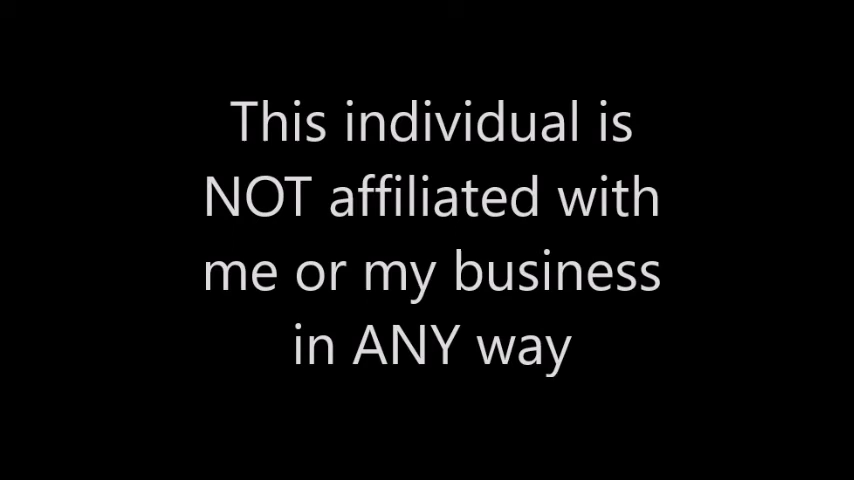 This individual is
NOT affiliated with
me or my business
in ANY way